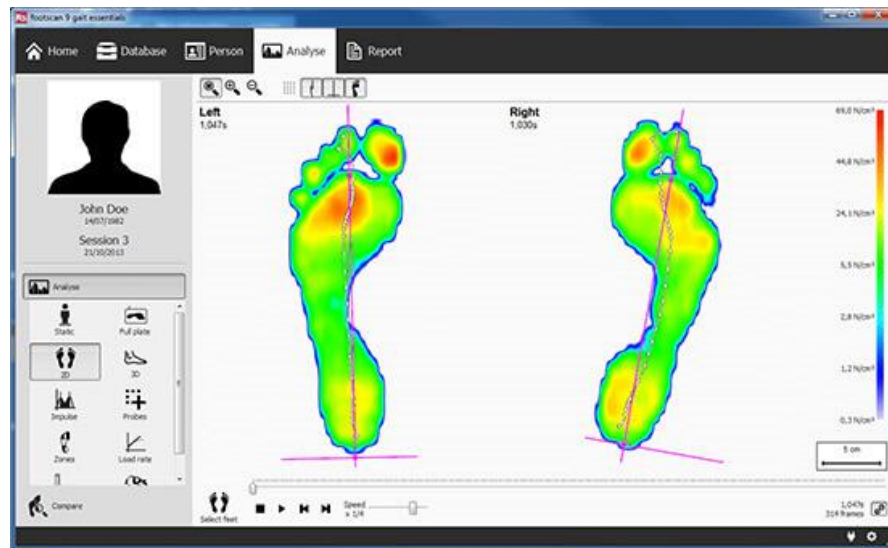 footscan 9 gait essentials
Home
Database
Person
Analyse
Report
Left
1,047s
Right
1,030s
69,0 N/cm²
44,8 N/cm²
24,1 N/cm²
5,5 N/cm²
2,8 N/cm²
1,2 N/cm²
0,3 N/cm²
5 cm
John Doe
14/07/1982
Session 3
21/10/2013
Analyse
Static
Full plate
2D
3D
Impulse
Probes
Zones
Load rate
Compare
Select feet
Speed
x 1/4
1,047s
314 frames